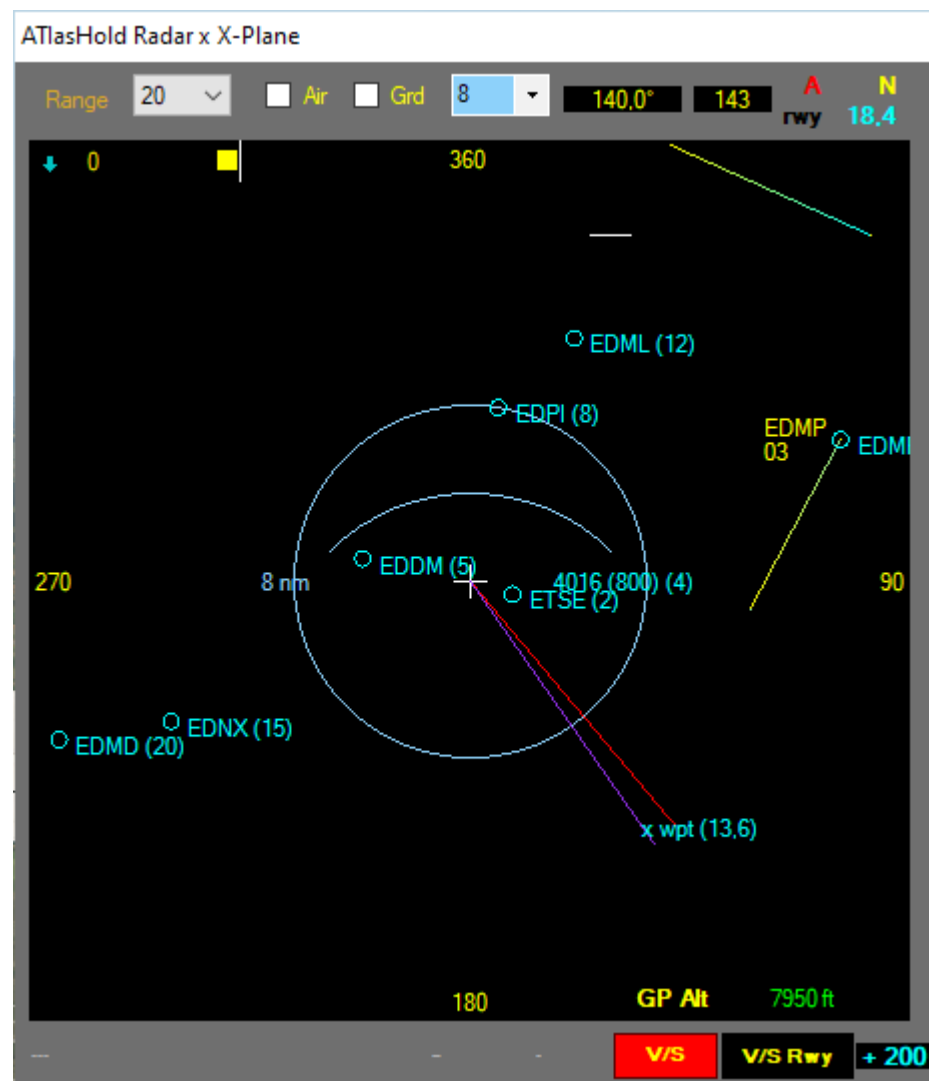 ATlasHold Radar x X-Plane
Range 20 Air Grd 8 140,0° 143 A N
rwy 18,4
0 360
EDML (12)
EDPI (8)
EDMP
03
EDDM (5)
270 8 nm 4016 (800) (4) 90
ETSE (2)
EDNX (15)
EDMD (20)
x wpt (13,6)
180 GP Alt 7950 ft
--- - - V/S V/S Rwy + 200